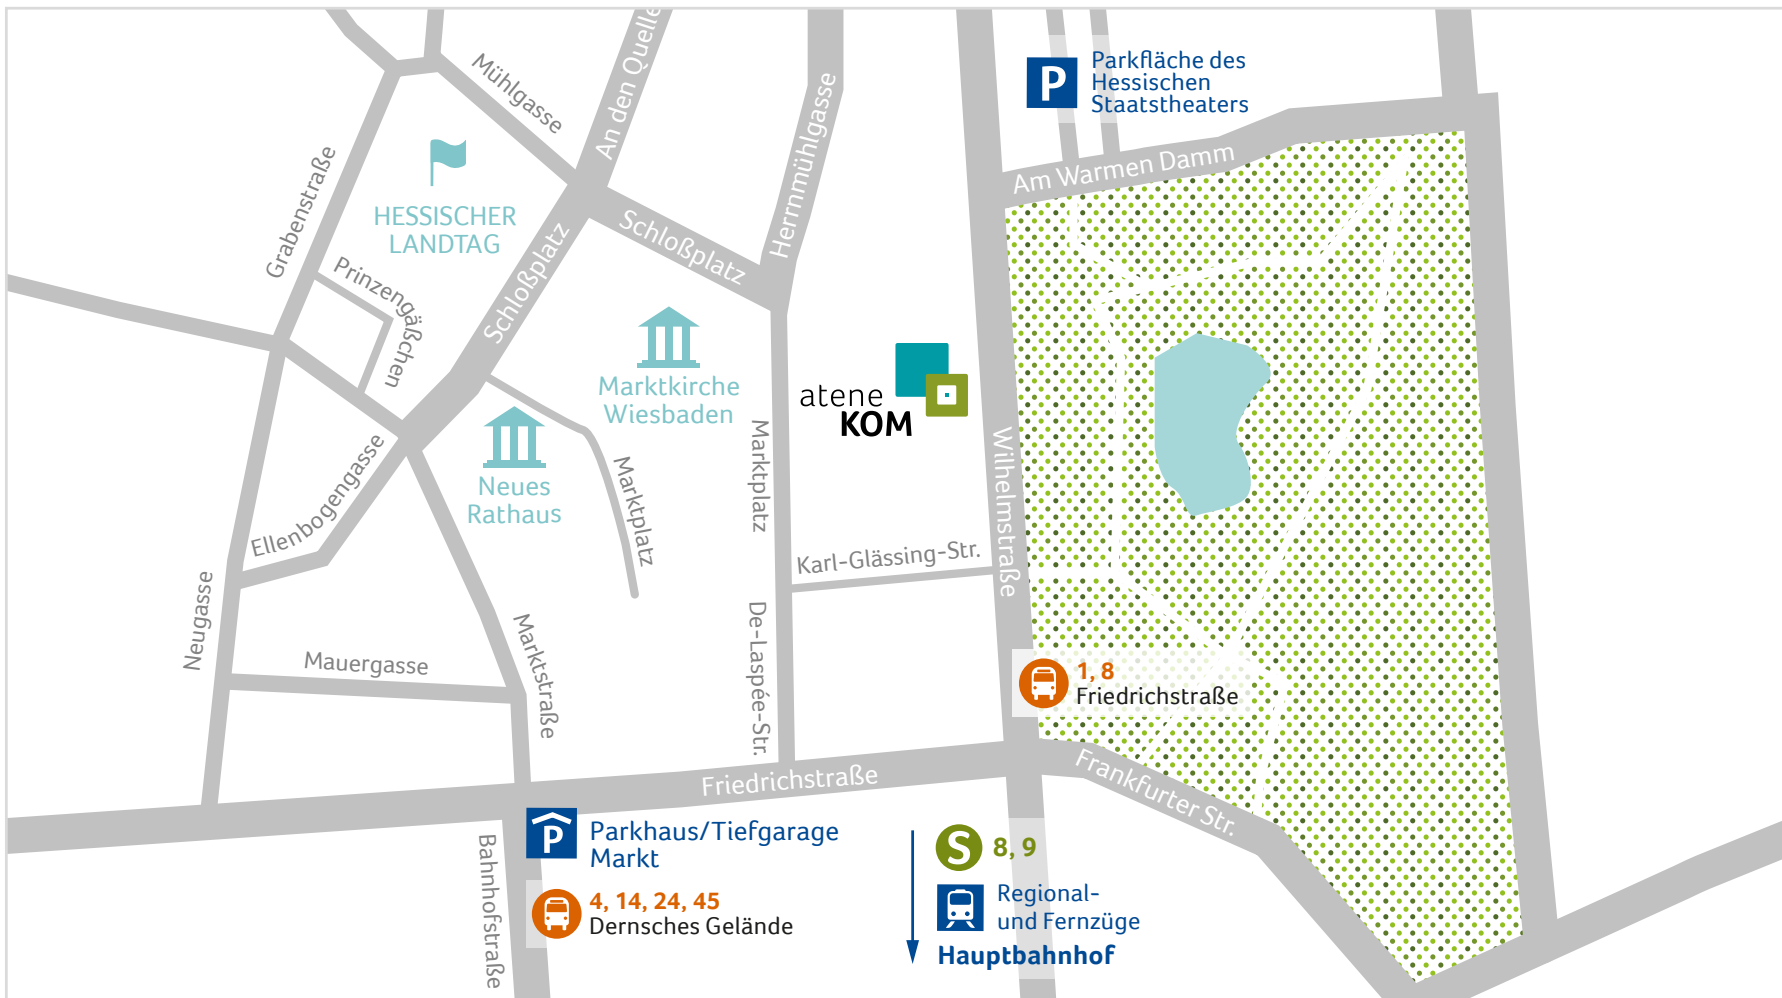 Mühlgasse
An den Quelle
Herrnmühlgasse
P
Parkfläche des
Hessischen
Staatstheaters
Am Warmen Damm
Grabenstraße
HESSISCHER
LANDTAG
Schloßplatz
Schloßplatz
Prinzengäßchen
Marktkirche
Wiesbaden
atene
KOM
Neues
Rathaus
Marktplatz
Marktplatz
Wilhelmstraße
Ellenbogengasse
Karl-Glässing-Str.
Neugasse
Mauergasse
Marktstraße
De-Laspée-Str.
1, 8
Friedrichstraße
Friedrichstraße
Frankfurter Str.
P
Parkhaus/Tiefgarage
Markt
Bahnhofstraße
4, 14, 24, 45
Dernsches Gelände
S
8, 9
Regional-
und Fernzüge
Hauptbahnhof